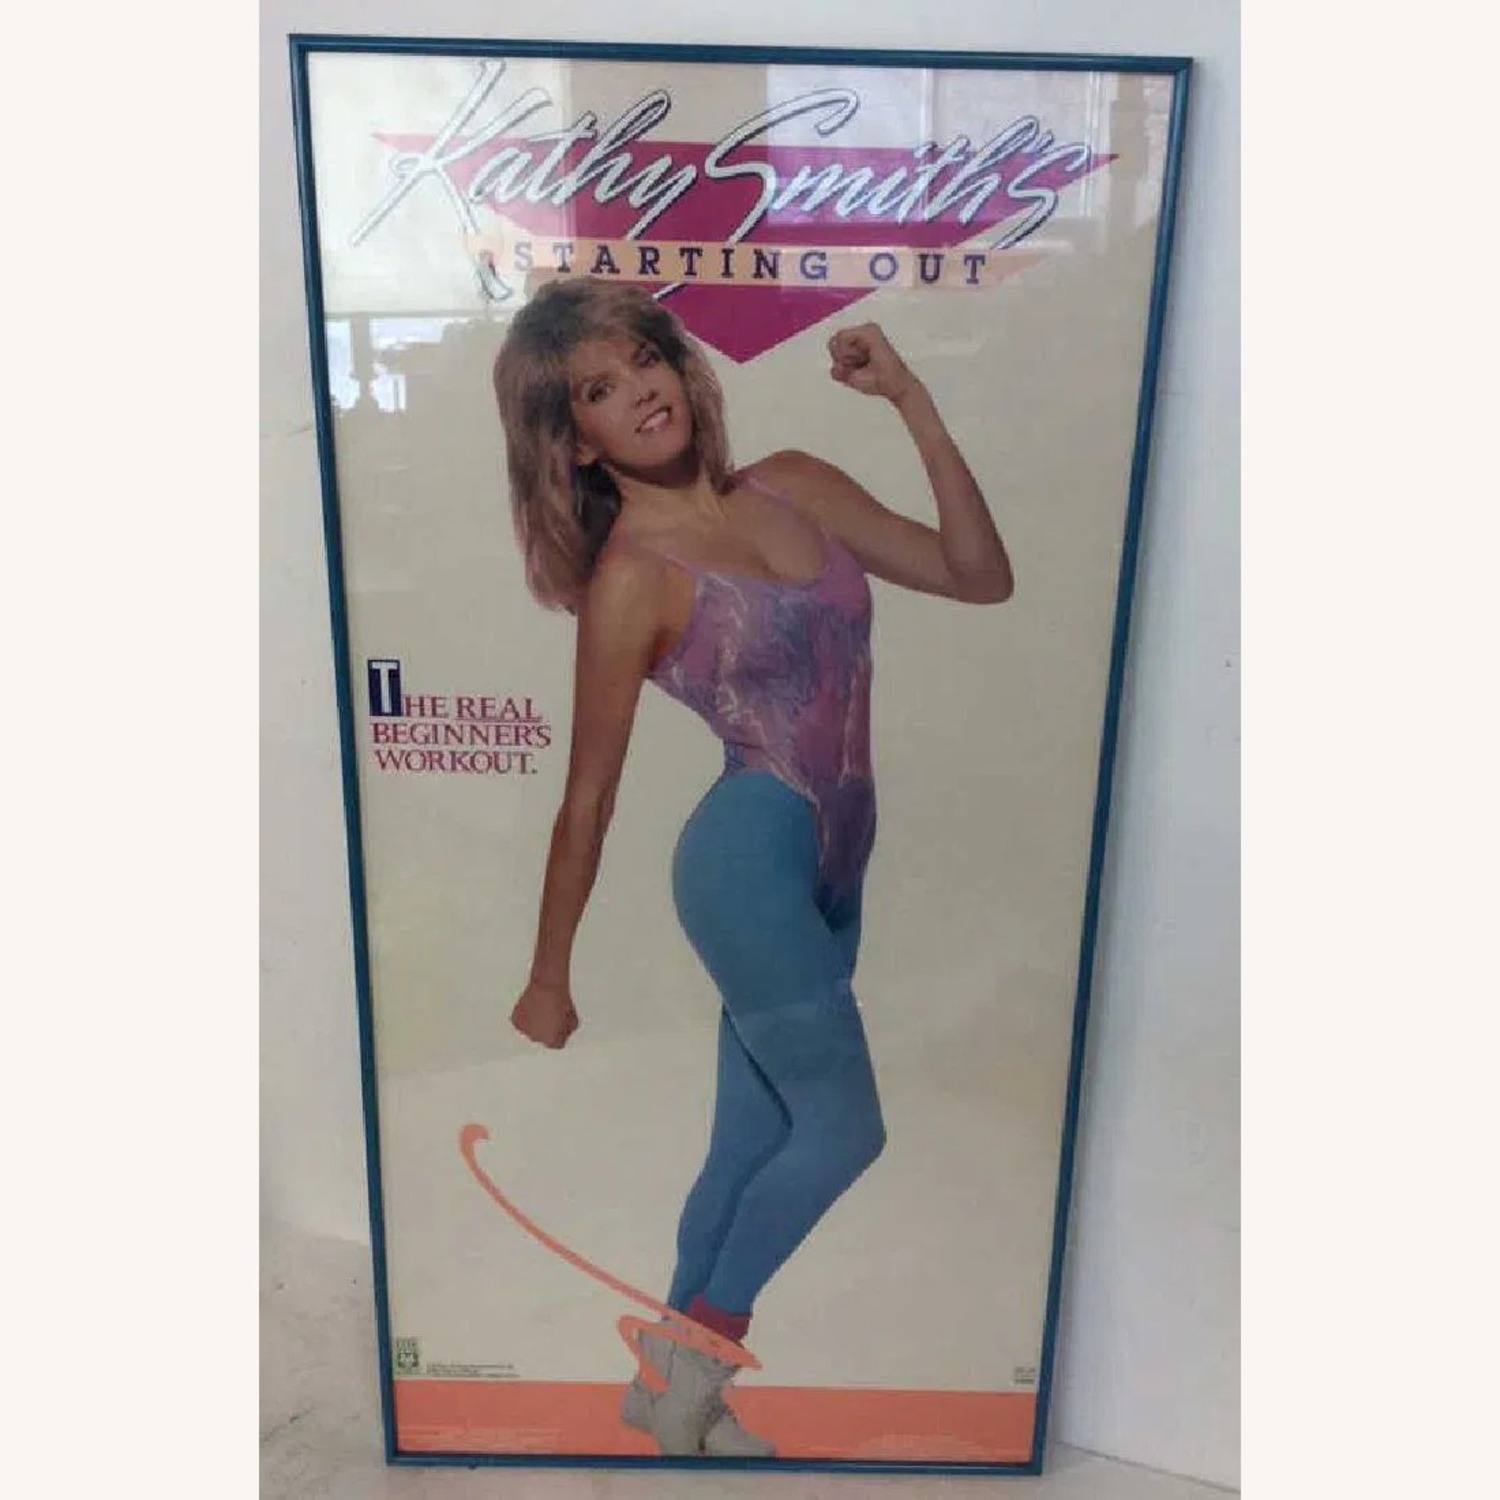 Kathy Smith's
STARTING OUT
THE REAL
BEGINNER'S
WORKOUT.